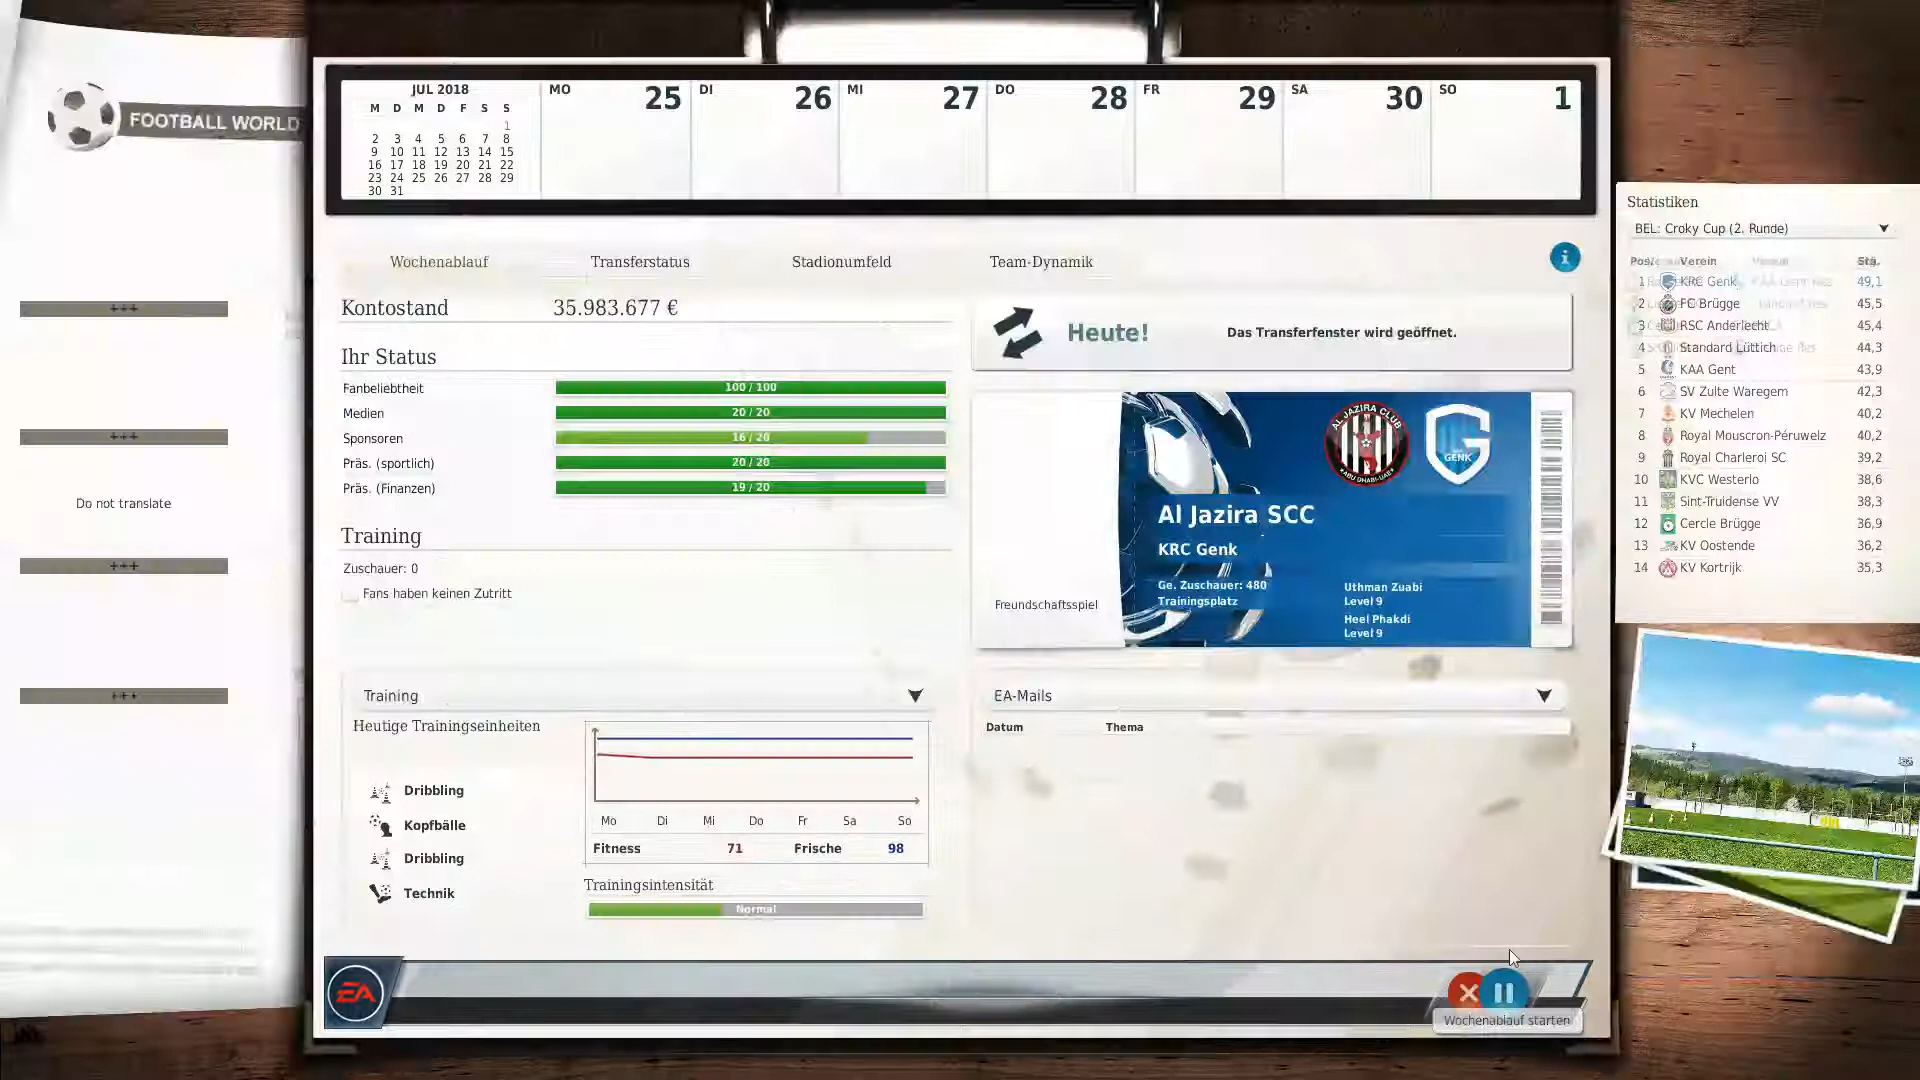 FOOTBALL WORLD
+++
+++
Do not translate
+++
+++
JUL 2018
M D M D F S S
1
2 3 4 5 6 7 8
9 10 11 12 13 14 15
16 17 18 19 20 21 22
23 24 25 26 27 28 29
30 31
MO 25
DI 26
MI 27
DO 28
FR 29
SA 30
SO 1
Wochenablauf
Transferstatus
Stadionumfeld
Team-Dynamik
Kontostand 35.983.677 €
Ihr Status
Fanbeliebtheit 100 / 100
Medien 20 / 20
Sponsoren 16 / 20
Präs. (sportlich) 20 / 20
Präs. (Finanzen) 19 / 20
Training
Zuschauer: 0
Fans haben keinen Zutritt
Heute! Das Transferfenster wird geöffnet.
AL JAZIRA CLUB
ABU DHABI-UAE
GENK
Al Jazira SCC
KRC Genk
Ge. Zuschauer: 480
Trainingsplatz
Uthman Zuabi
Level 9
Heel Phakdi
Level 9
Freundschaftsspiel
Training
Heutige Trainingseinheiten
Dribbling
Kopfbälle
Dribbling
Technik
Mo Di Mi Do Fr Sa So
Fitness 71 Frische 98
Trainingsintensität
Normal
EA-Mails
Datum Thema
EA
Wochenablauf starten
Statistiken
BEL: Croky Cup (2. Runde)
Pos. Verein Stä.
1 KRC Genk 49,1
2 FC Brügge 45,5
3 RSC Anderlecht 45,4
4 Standard Lüttich 44,3
5 KAA Gent 43,9
6 SV Zulte Waregem 42,3
7 KV Mechelen 40,2
8 Royal Mouscron-Péruwelz 40,2
9 Royal Charleroi SC 39,2
10 KVC Westerlo 38,6
11 Sint-Truidense VV 38,3
12 Cercle Brügge 36,9
13 KV Oostende 36,2
14 KV Kortrijk 35,3